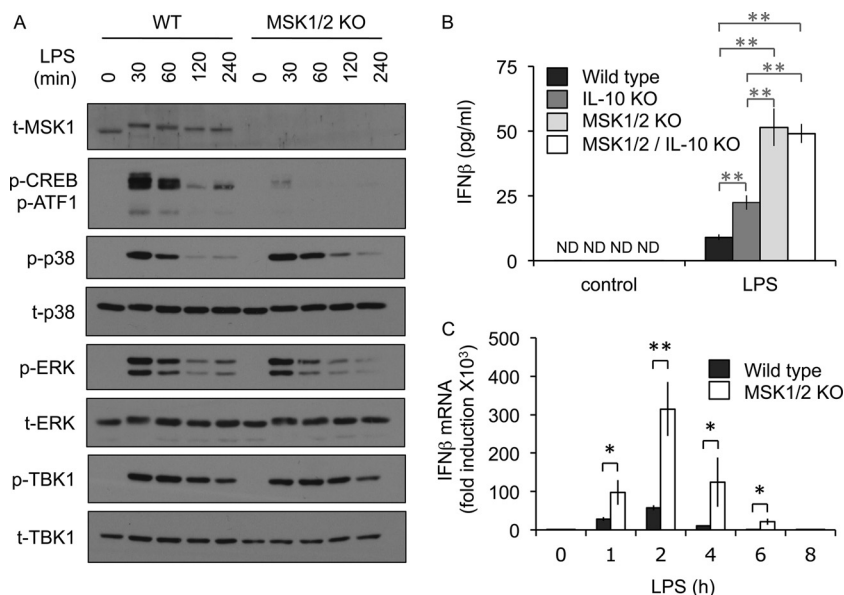 A
WT MSK1/2 KO
LPS (min) 0 30 60 120 240 0 30 60 120 240
t-MSK1
p-CREB
p-ATF1
p-p38
t-p38
p-ERK
t-ERK
p-TBK1
t-TBK1
B
** 
**
**
**
**
IFNβ (pg/ml)
75
50
25
0
Wild type
IL-10 KO
MSK1/2 KO
MSK1/2 / IL-10 KO
ND ND ND ND
control LPS
C
IFNβ mRNA
(fold induction X10³)
500
400
300
200
100
0
Wild type
MSK1/2 KO
*
**
*
*
0 1 2 4 6 8
LPS (h)